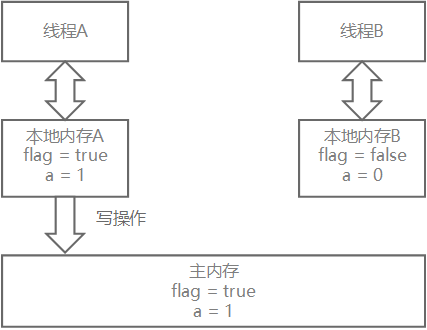 线程A
线程B
本地内存A
flag = true
a = 1
本地内存B
flag = false
a = 0
写操作
主内存
flag = true
a = 1